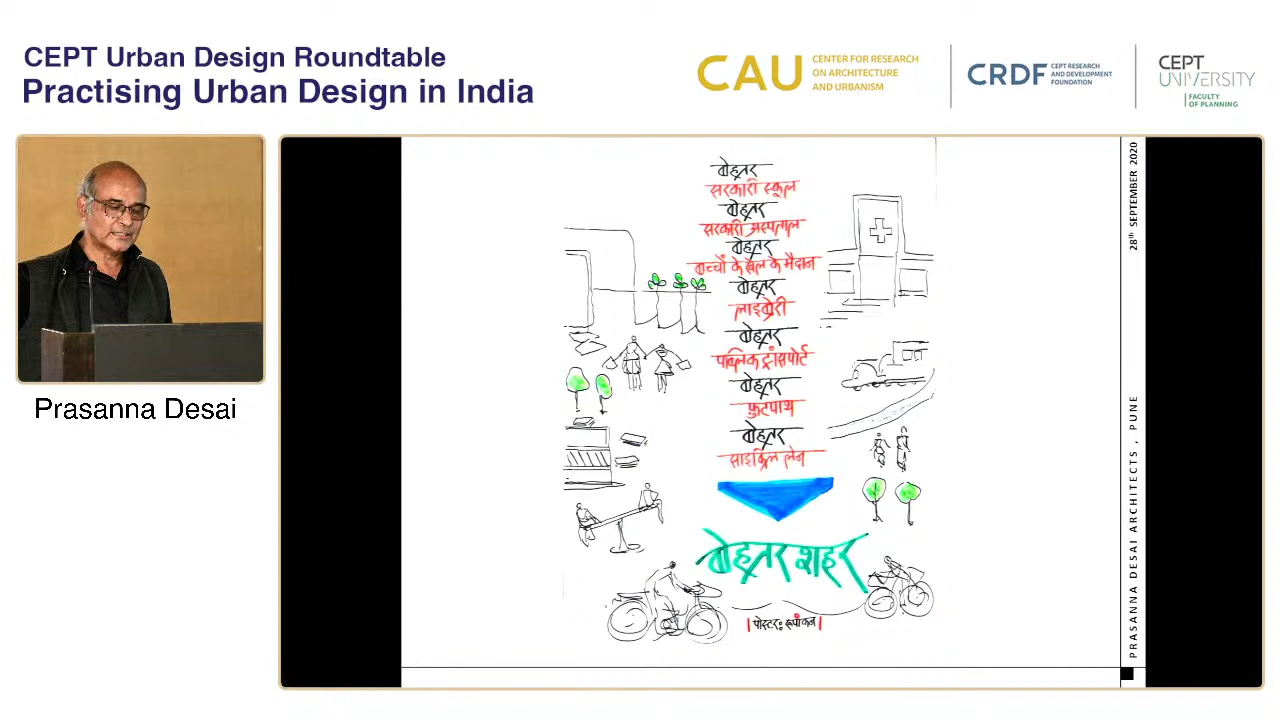 CEPT Urban Design Roundtable
Practising Urban Design in India
CAU
CENTER FOR RESEARCH
ON ARCHITECTURE
AND URBANISM
CRDF
CEPT RESEARCH
AND DEVELOPMENT
FOUNDATION
CEPT
UNIVERSITY
FACULTY
OF PLANNING
Prasanna Desai
बेहतर
सरकारी स्कूल
बेहतर
सरकारी अस्पताल
बेहतर
बच्चों के खेल के मैदान
बेहतर
लाइब्रेरी
बेहतर
पब्लिक ट्रांसपोर्ट
बेहतर
फ़ुटपाथ
बेहतर
साइकिल लेन
बेहतर शहर
|पोस्टर: रूपांकन|
28th SEPTEMBER 2020
PRASANNA DESAI ARCHITECTS , PUNE